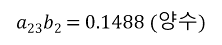 a₂₃b₂ = 0.1488 (양수)